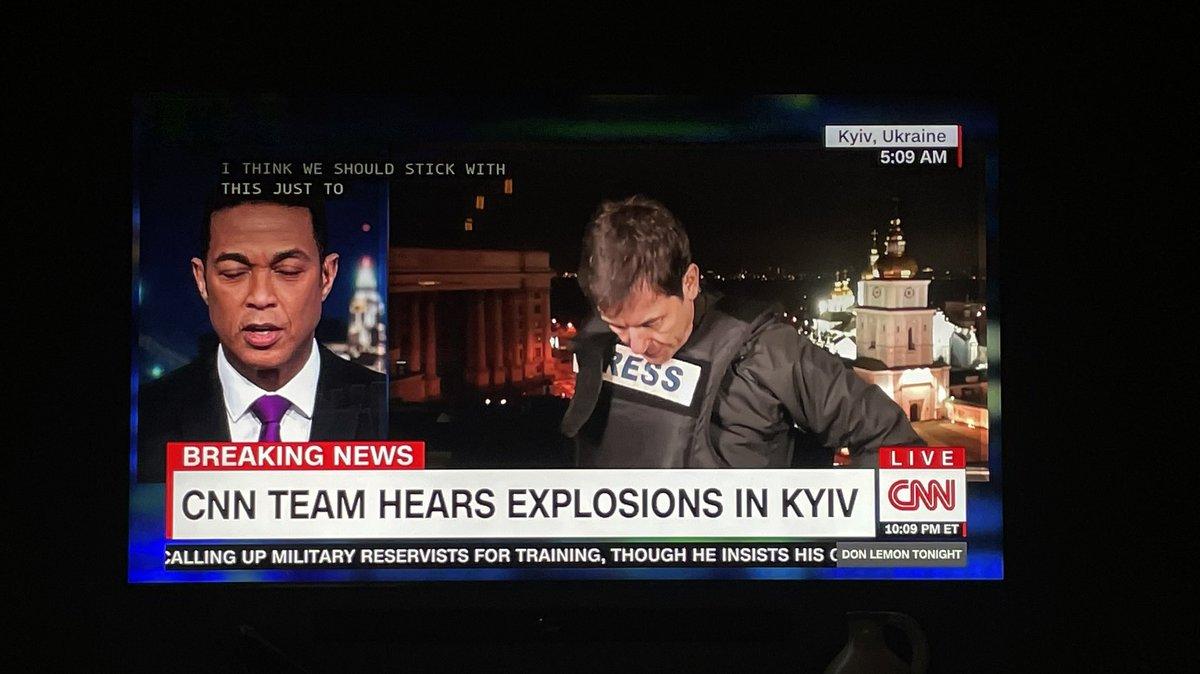 Kyiv, Ukraine
5:09 AM
I THINK WE SHOULD STICK WITH
THIS JUST TO
RESS
BREAKING NEWS
CNN TEAM HEARS EXPLOSIONS IN KYIV
LIVE
CNN
10:09 PM ET
CALLING UP MILITARY RESERVISTS FOR TRAINING, THOUGH HE INSISTS HIS
DON LEMON TONIGHT